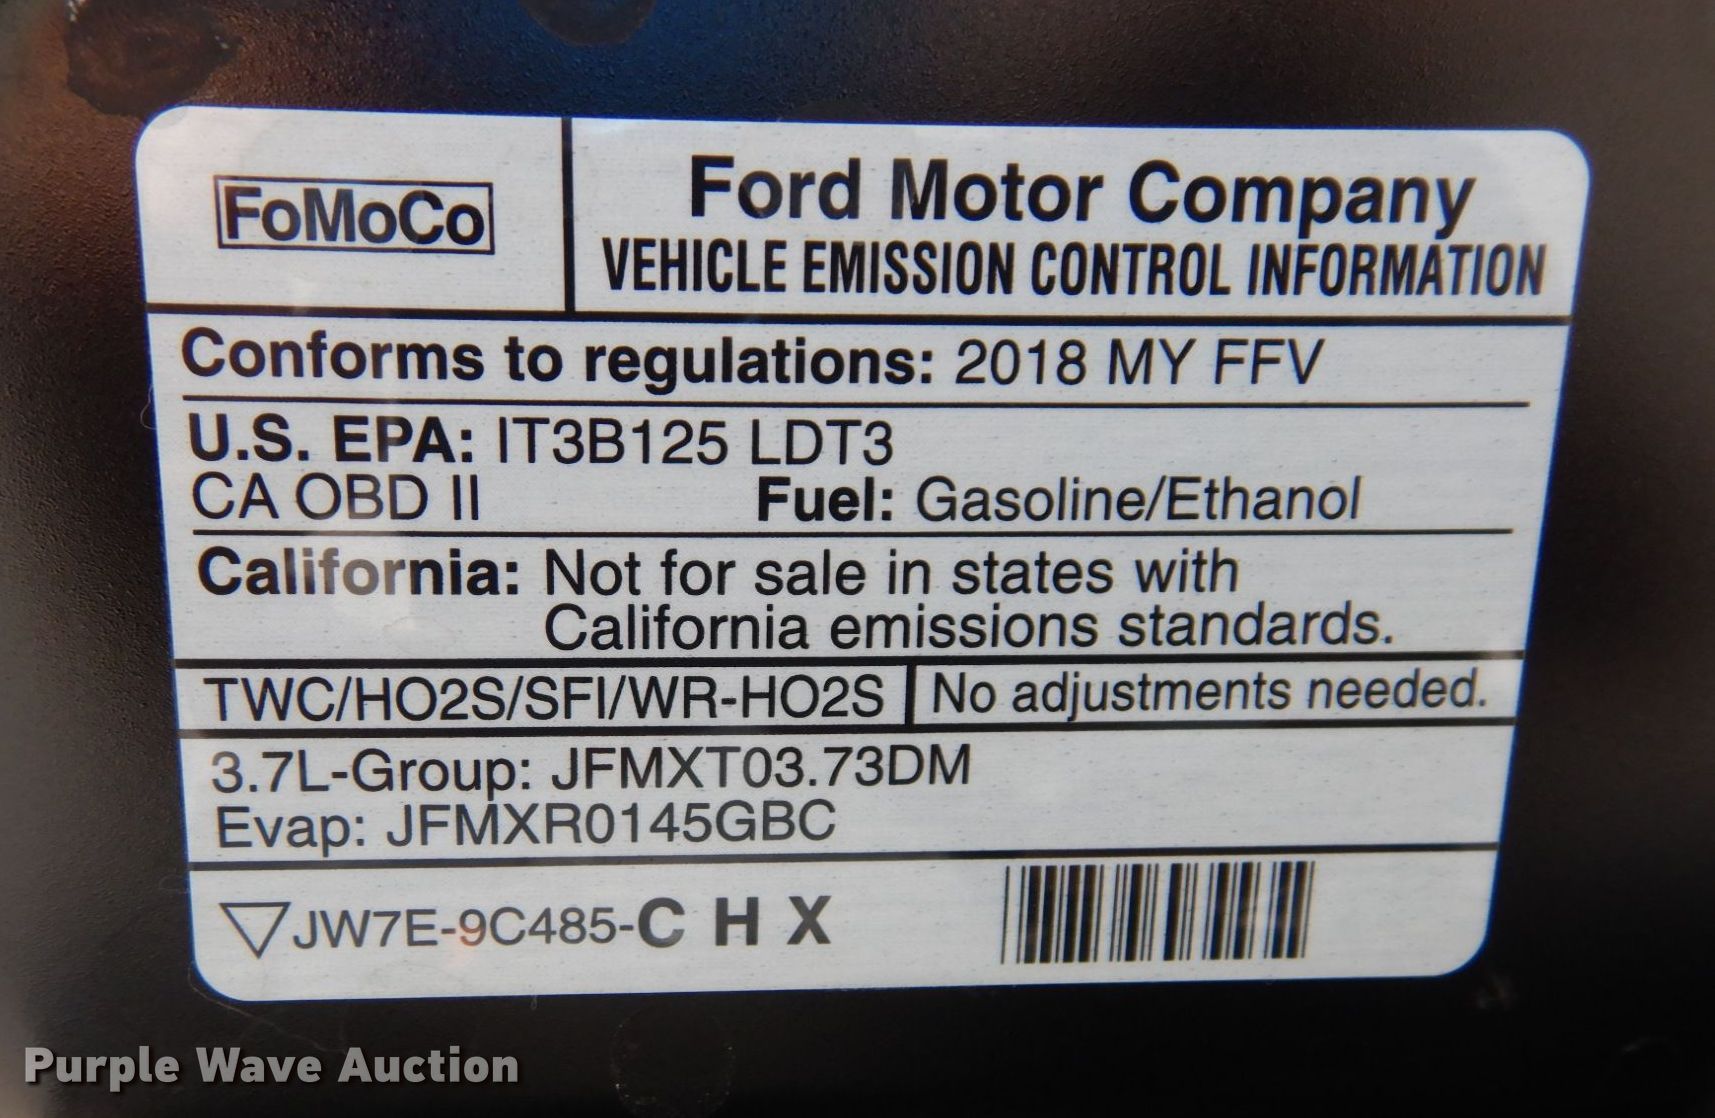 FoMoCo
Ford Motor Company
VEHICLE EMISSION CONTROL INFORMATION
Conforms to regulations: 2018 MY FFV
U.S. EPA: IT3B125 LDT3
CA OBD II Fuel: Gasoline/Ethanol
California: Not for sale in states with
California emissions standards.
TWC/HO2S/SFI/WR-HO2S No adjustments needed.
3.7L-Group: JFMXT03.73DM
Evap: JFMXR0145GBC
JW7E-9C485-C H X
Purple Wave Auction